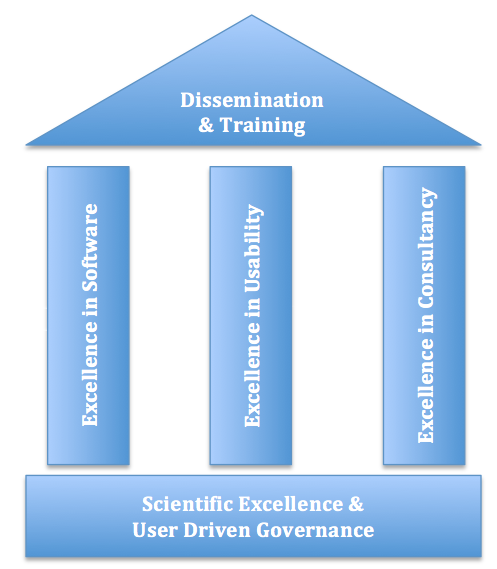 Dissemination
& Training
Excellence in Software
Excellence in Usability
Excellence in Consultancy
Scientific Excellence &
User Driven Governance